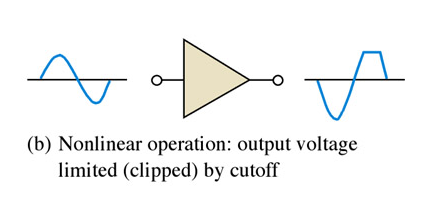 (b) Nonlinear operation: output voltage
limited (clipped) by cutoff